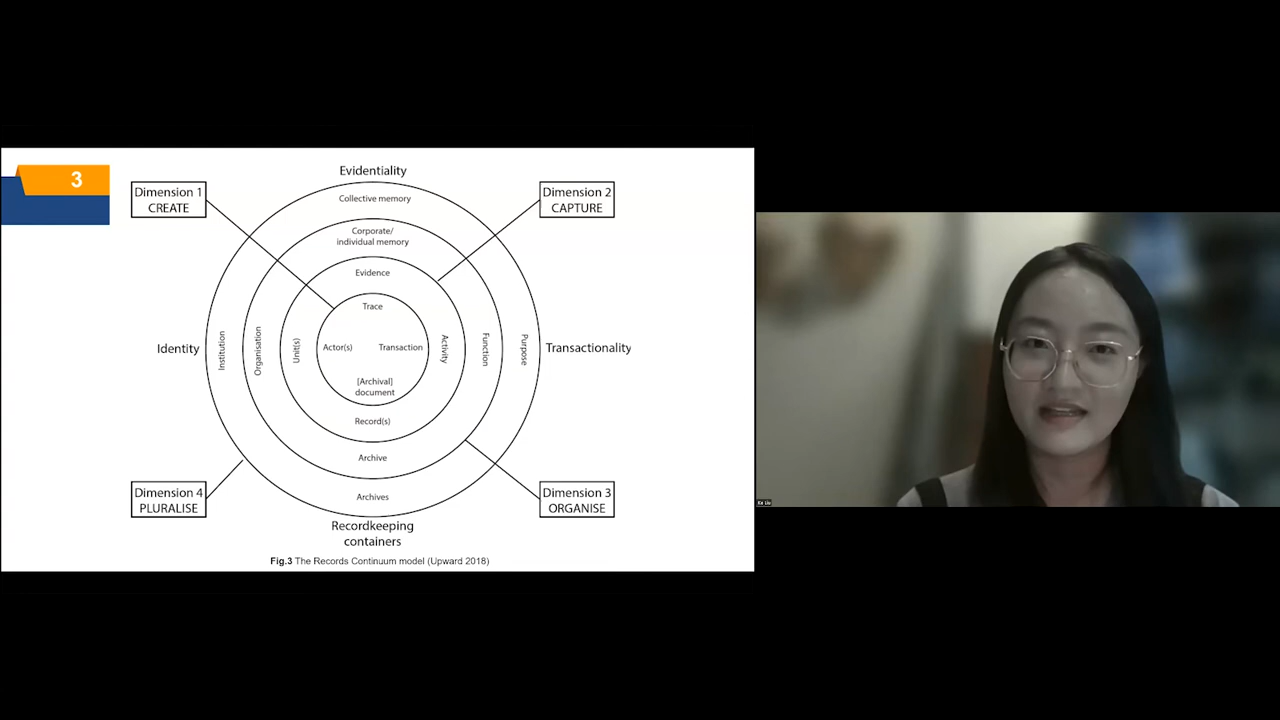 3
Dimension 1
CREATE
Evidentiality
Dimension 2
CAPTURE
Collective memory
Corporate/
individual memory
Evidence
Trace
Identity
Institution
Organisation
Unit(s)
Actor(s)
Transaction
Activity
Function
Purpose
Transactionality
[Archival]
document
Record(s)
Archive
Archives
Dimension 4
PLURALISE
Dimension 3
ORGANISE
Recordkeeping
containers
Fig.3 The Records Continuum model (Upward 2018)